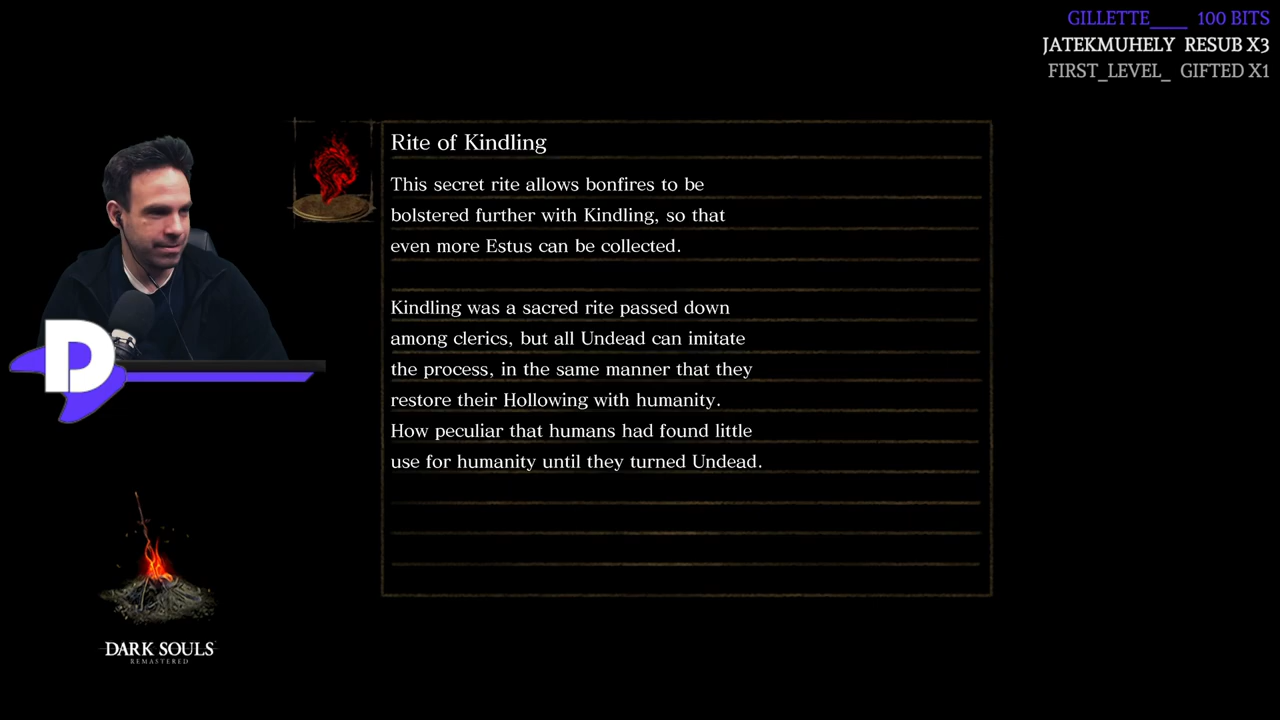 GILLETTE____ 100 BITS
JATEKMUHELY RESUB X3
FIRST_LEVEL_ GIFTED X1
Rite of Kindling
This secret rite allows bonfires to be
bolstered further with Kindling, so that
even more Estus can be collected.
Kindling was a sacred rite passed down
among clerics, but all Undead can imitate
the process, in the same manner that they
restore their Hollowing with humanity.
How peculiar that humans had found little
use for humanity until they turned Undead.
D
DARK SOULS
REMASTERED